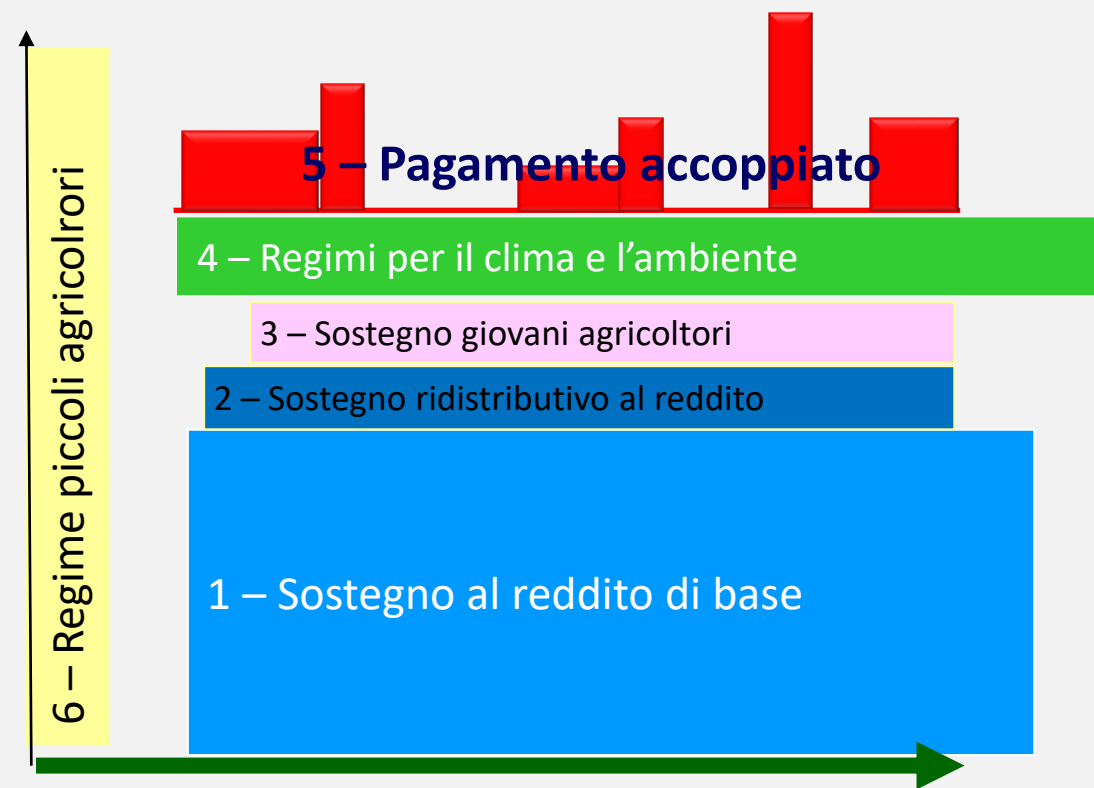 5 – Pagamento accoppiato
4 – Regimi per il clima e l’ambiente
3 – Sostegno giovani agricoltori
2 – Sostegno ridistributivo al reddito
1 – Sostegno al reddito di base
6 – Regime piccoli agricolrori